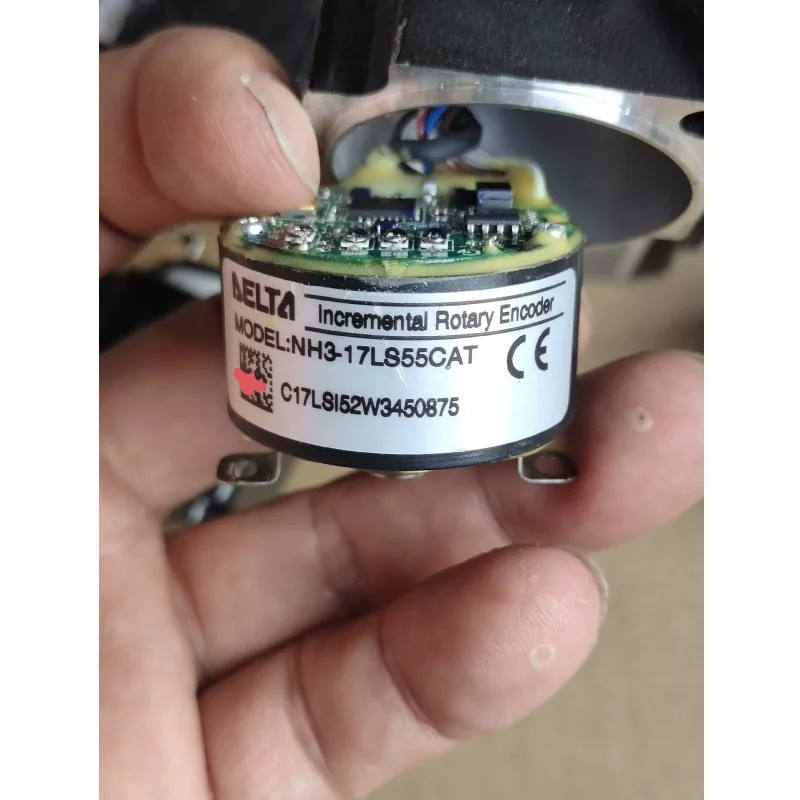 DELTA
Incremental Rotary Encoder
MODEL:NH3-17LS55CAT
CE
C17LSI52W3450875